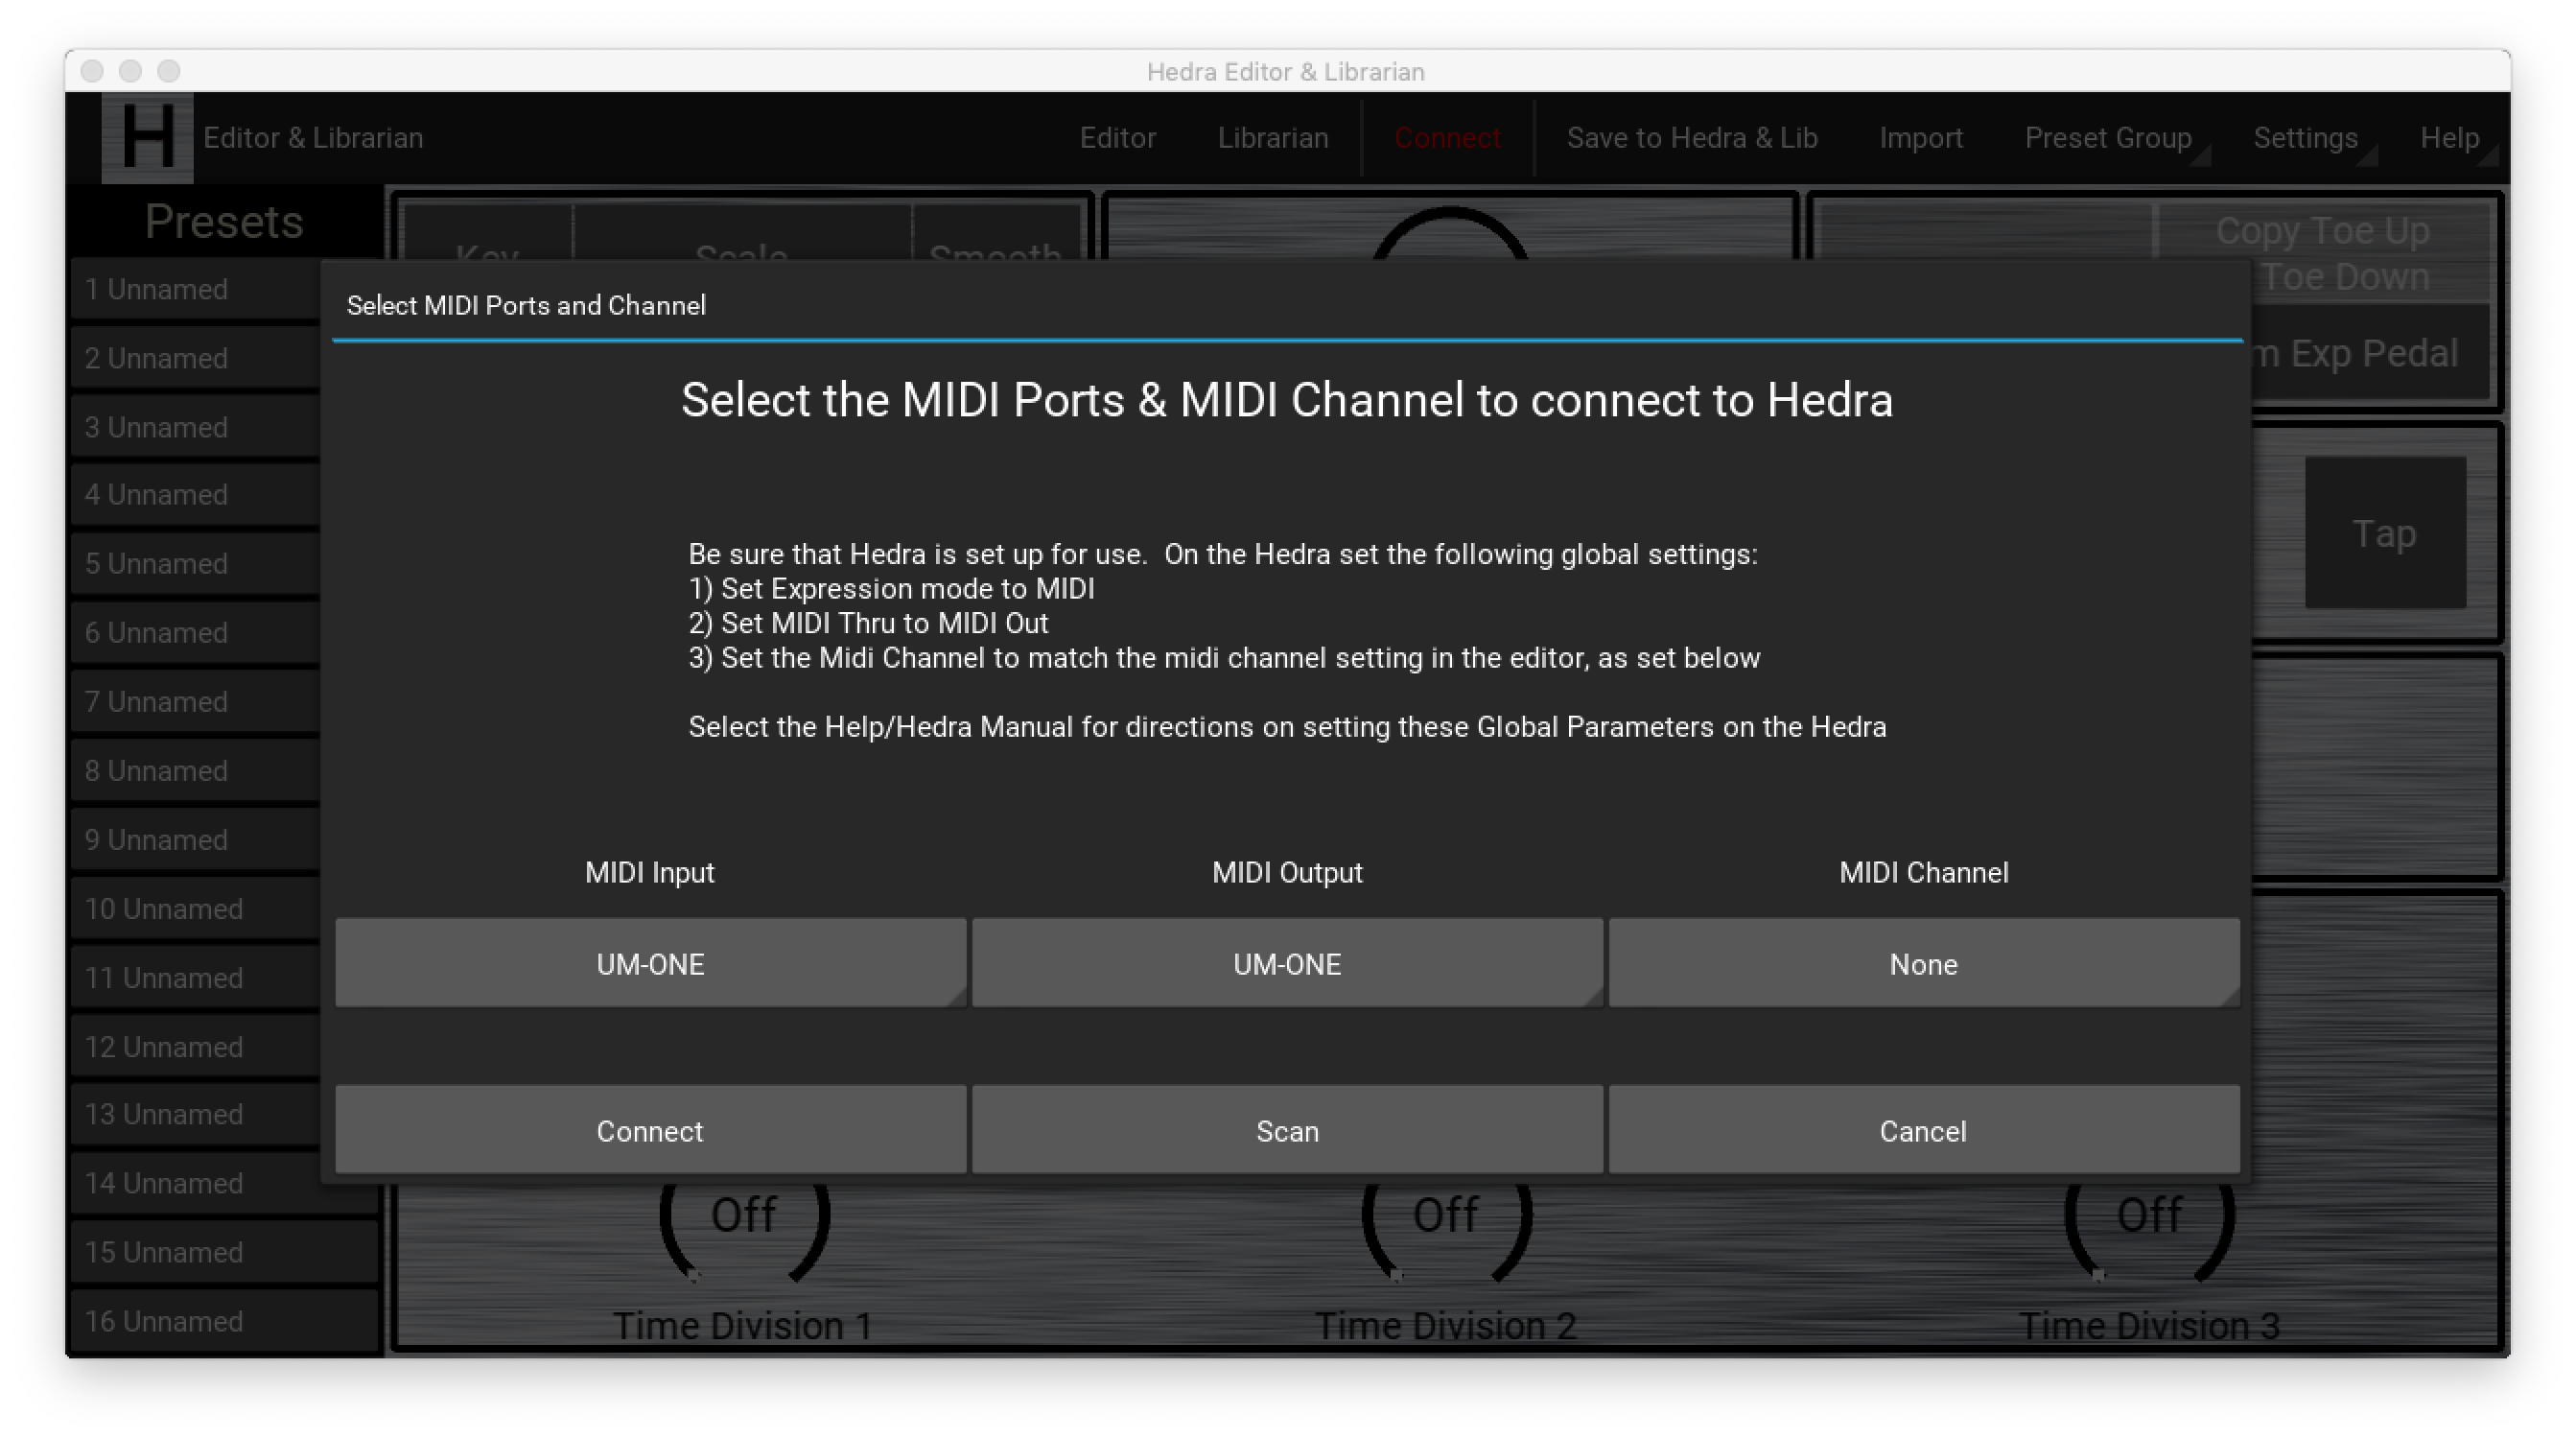 Hedra Editor & Librarian
H Editor & Librarian Editor Librarian Connect Save to Hedra & Lib Import Preset Group Settings Help
Presets
1 Unnamed
2 Unnamed
3 Unnamed
4 Unnamed
5 Unnamed
6 Unnamed
7 Unnamed
8 Unnamed
9 Unnamed
10 Unnamed
11 Unnamed
12 Unnamed
13 Unnamed
14 Unnamed
15 Unnamed
16 Unnamed
Key Scale Smooth
Copy Toe Up
Toe Down
m Exp Pedal
Tap
Select MIDI Ports and Channel
Select the MIDI Ports & MIDI Channel to connect to Hedra
Be sure that Hedra is set up for use.  On the Hedra set the following global settings:
1) Set Expression mode to MIDI
2) Set MIDI Thru to MIDI Out
3) Set the Midi Channel to match the midi channel setting in the editor, as set below
Select the Help/Hedra Manual for directions on setting these Global Parameters on the Hedra
MIDI Input MIDI Output MIDI Channel
UM-ONE UM-ONE None
Connect Scan Cancel
Off Off Off
Time Division 1 Time Division 2 Time Division 3